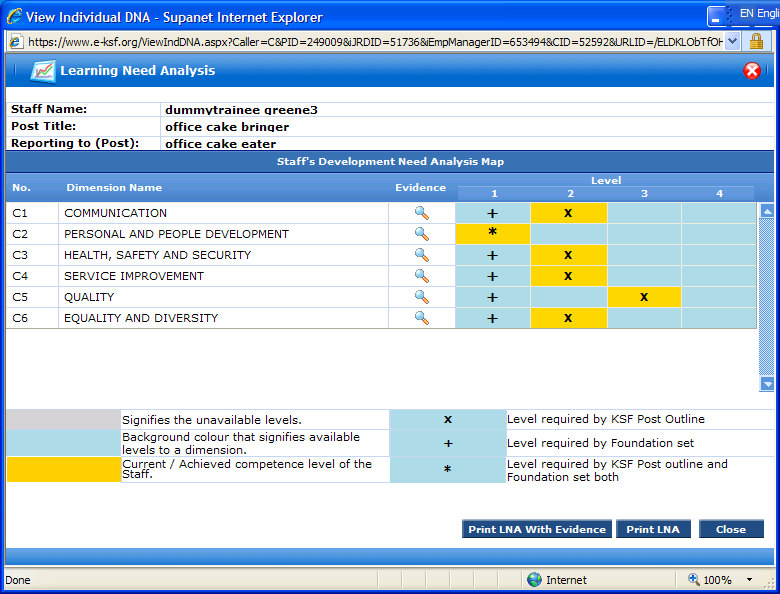 View Individual DNA - Supanet Internet Explorer
EN Engli
https://www.e-ksf.org/ViewIndDNA.aspx?Caller=C&PID=249009&iJRDID=51736&iEmpManagerID=653494&CID=52592&URLID=/ELDKLObTfOH
Learning Need Analysis
Staff Name: dummytrainee greene3
Post Title: office cake bringer
Reporting to (Post): office cake eater
Staff's Development Need Analysis Map
No. Dimension Name Evidence Level
1 2 3 4
C1 COMMUNICATION + x
C2 PERSONAL AND PEOPLE DEVELOPMENT *
C3 HEALTH, SAFETY AND SECURITY + x
C4 SERVICE IMPROVEMENT + x
C5 QUALITY + x
C6 EQUALITY AND DIVERSITY + x
Signifies the unavailable levels. x Level required by KSF Post Outline
Background colour that signifies available
levels to a dimension. + Level required by Foundation set
Current / Achieved competence level of the
Staff. * Level required by KSF Post outline and
Foundation set both
Print LNA With Evidence Print LNA Close
Done Internet 100%